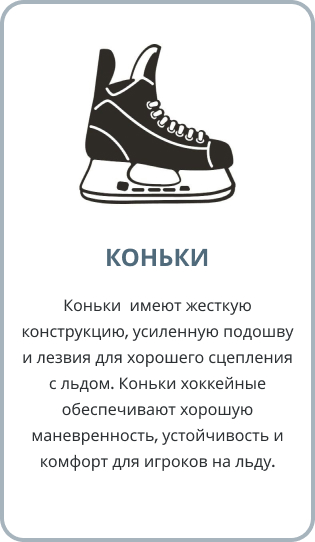 КОНЬКИ
Коньки имеют жесткую
конструкцию, усиленную подошву
и лезвия для хорошего сцепления
с льдом. Коньки хоккейные
обеспечивают хорошую
маневренность, устойчивость и
комфорт для игроков на льду.